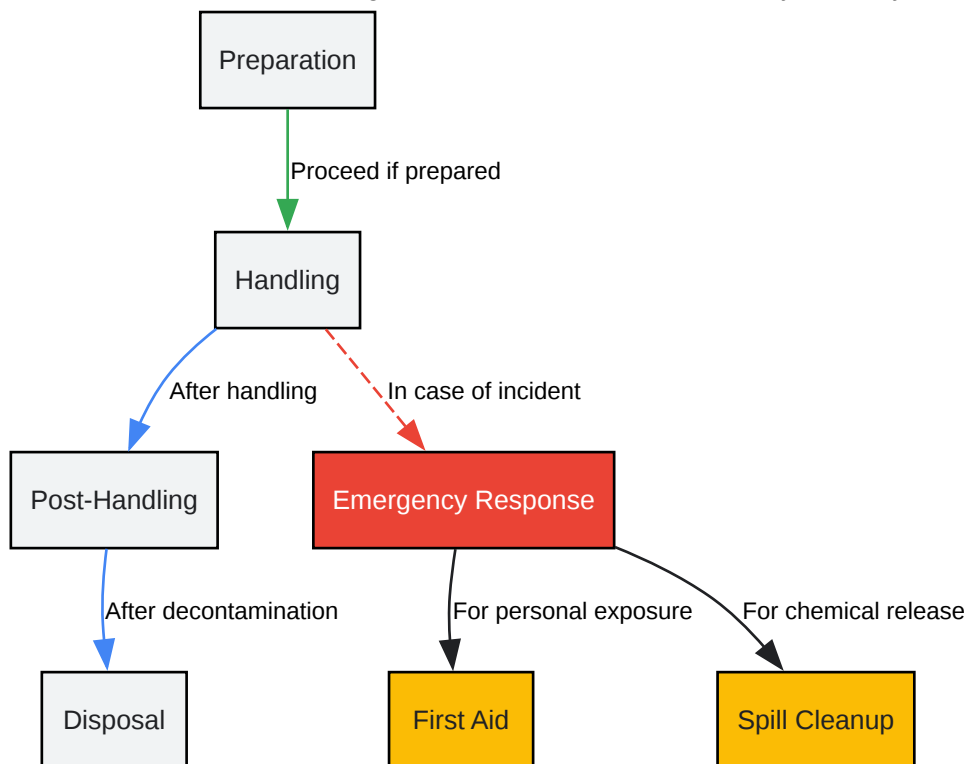 Preparation
Proceed if prepared
Handling
After handling
In case of incident
Post-Handling
Emergency Response
After decontamination
For personal exposure
For chemical release
Disposal
First Aid
Spill Cleanup